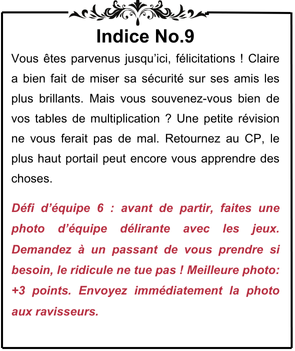 Indice No.9
Vous êtes parvenus jusqu'ici, félicitations ! Claire
a bien fait de miser sa sécurité sur ses amis les
plus brillants. Mais vous souvenez-vous bien de
vos tables de multiplication ? Une petite révision
ne vous ferait pas de mal. Retournez au CP, le
plus haut portail peut encore vous apprendre des
choses.
Défi d'équipe 6 : avant de partir, faites une
photo d'équipe délirante avec les jeux.
Demandez à un passant de vous prendre si
besoin, le ridicule ne tue pas ! Meilleure photo:
+3 points. Envoyez immédiatement la photo
aux ravisseurs.